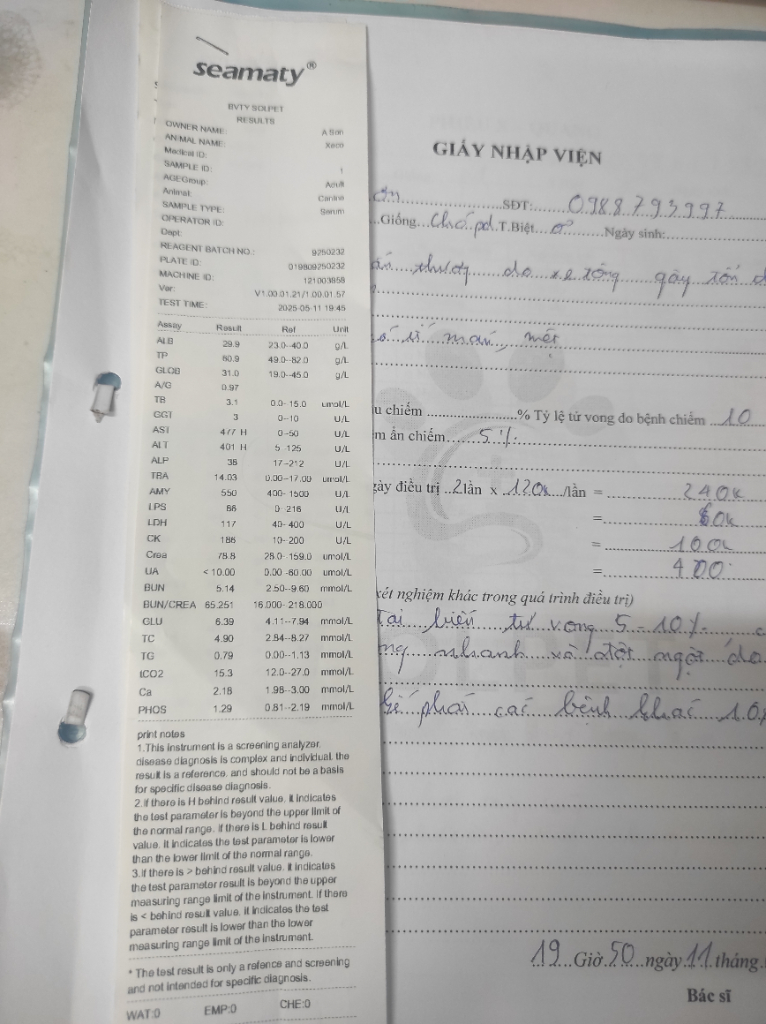 seamaty®
BVTY SOLPET
RESULTS
OWNER NAME: A Son
ANIMAL NAME:
Medical ID:
SAMPLE ID: 1
AGEGroup: Adult
Animal: Canine
SAMPLE TYPE: Serum
OPERATOR ID:
Dept:
REAGENT BATCH NO.: 9250232
PLATE ID: 019809250232
MACHINE ID: 121003858
Ver: V1.00.01.21/1.00.01.57
TEST TIME: 2025-05-11 19:45
Assay Result Ref Unit
ALB 29.9 23.0--40.0 g/L
TP 60.9 49.0--82.0 g/L
GLOB 31.0 19.0--45.0 g/L
A/G 0.97
TB 3.1 0.0--15.0 umol/L
GGT 3 0--10 U/L
AST 477 H 0--50 U/L
ALT 401 H 5--125 U/L
ALP 36 17--212 U/L
TBA 14.03 0.00--17.00 umol/L
AMY 550 400--1500 U/L
LPS 86 0--216 U/L
LDH 117 40--400 U/L
CK 186 10--200 U/L
Crea 78.8 28.0--159.0 umol/L
UA <10.00 0.00--60.00 umol/L
BUN 5.14 2.50--9.60 mmol/L
BUN/CREA 65.251 16.000--218.000
GLU 6.39 4.11--7.94 mmol/L
TC 4.90 2.84--8.27 mmol/L
TG 0.79 0.00--1.13 mmol/L
tCO2 15.3 12.0--27.0 mmol/L
Ca 2.18 1.98--3.00 mmol/L
PHOS 1.29 0.81--2.19 mmol/L
print notes
1.This instrument is a screening analyzer,
disease diagnosis is complex and individual, the
result is a reference, and should not be a basis
for specific disease diagnosis.
2.If there is H behind result value, it indicates
the test parameter is beyond the upper limit of
the normal range. If there is L behind result
value, it indicates the test parameter is lower
than the lower limit of the normal range.
3.If there is > behind result value, it indicates
the test parameter result is beyond the upper
measuring range limit of the instrument. If there
is < behind result value, it indicates the test
parameter result is lower than the lower
measuring range limit of the instrument.
* The test result is only a refence and screening
and not intended for specific diagnosis.
WAT:0 EMP:0 CHE:0
GIẤY NHẬP VIỆN
SĐT: 0988793997
Giống Chó pd T.Biệt ♂ Ngày sinh:
thương do xe tông gây tổn
máu, mệt
u chiếm % Tỷ lệ tử vong do bệnh chiếm 10
m ẩn chiếm 5%
gày điều trị 2 lần x 120k /lần = 240k
= 60k
= 100k
= 400
xét nghiệm khác trong quá trình điều trị)
Tai biến tử vong 5-10%
nhanh và đột ngột do
phải các bệnh khác 10%
19 Giờ 50 ngày 11 tháng
Bác sĩ